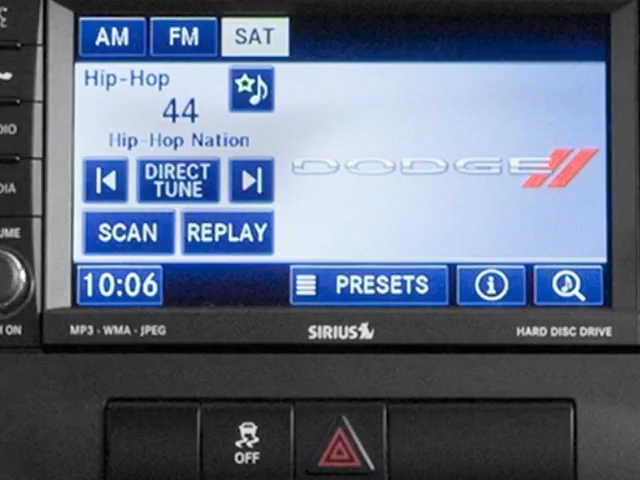 AM FM SAT
Hip-Hop
44
Hip-Hop Nation
DIRECT
TUNE
SCAN REPLAY
DODGE
10:06 PRESETS
MP3 - WMA - JPEG SIRIUS HARD DISC DRIVE
OFF